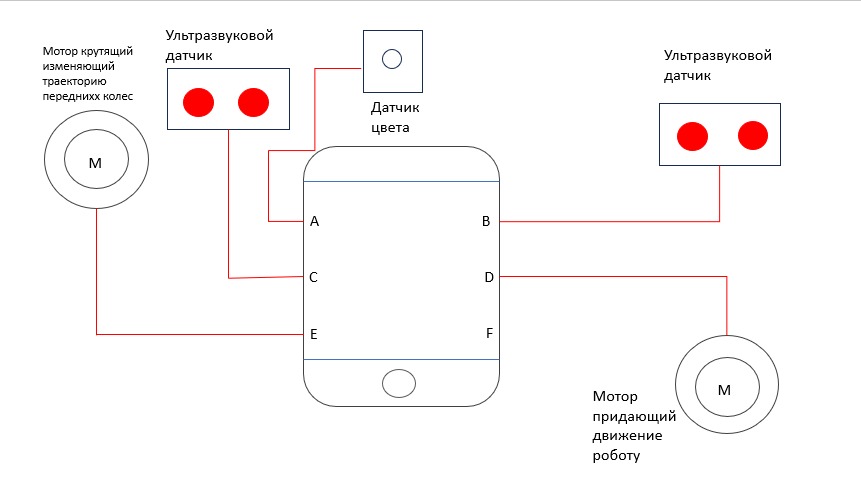 Мотор крутящий
изменяющий
траекторию
переднихх колес
М
Ультразвуковой
датчик
Датчик
цвета
Ультразвуковой
датчик
A
B
C
D
E
F
Мотор
придающий
движение
роботу
М